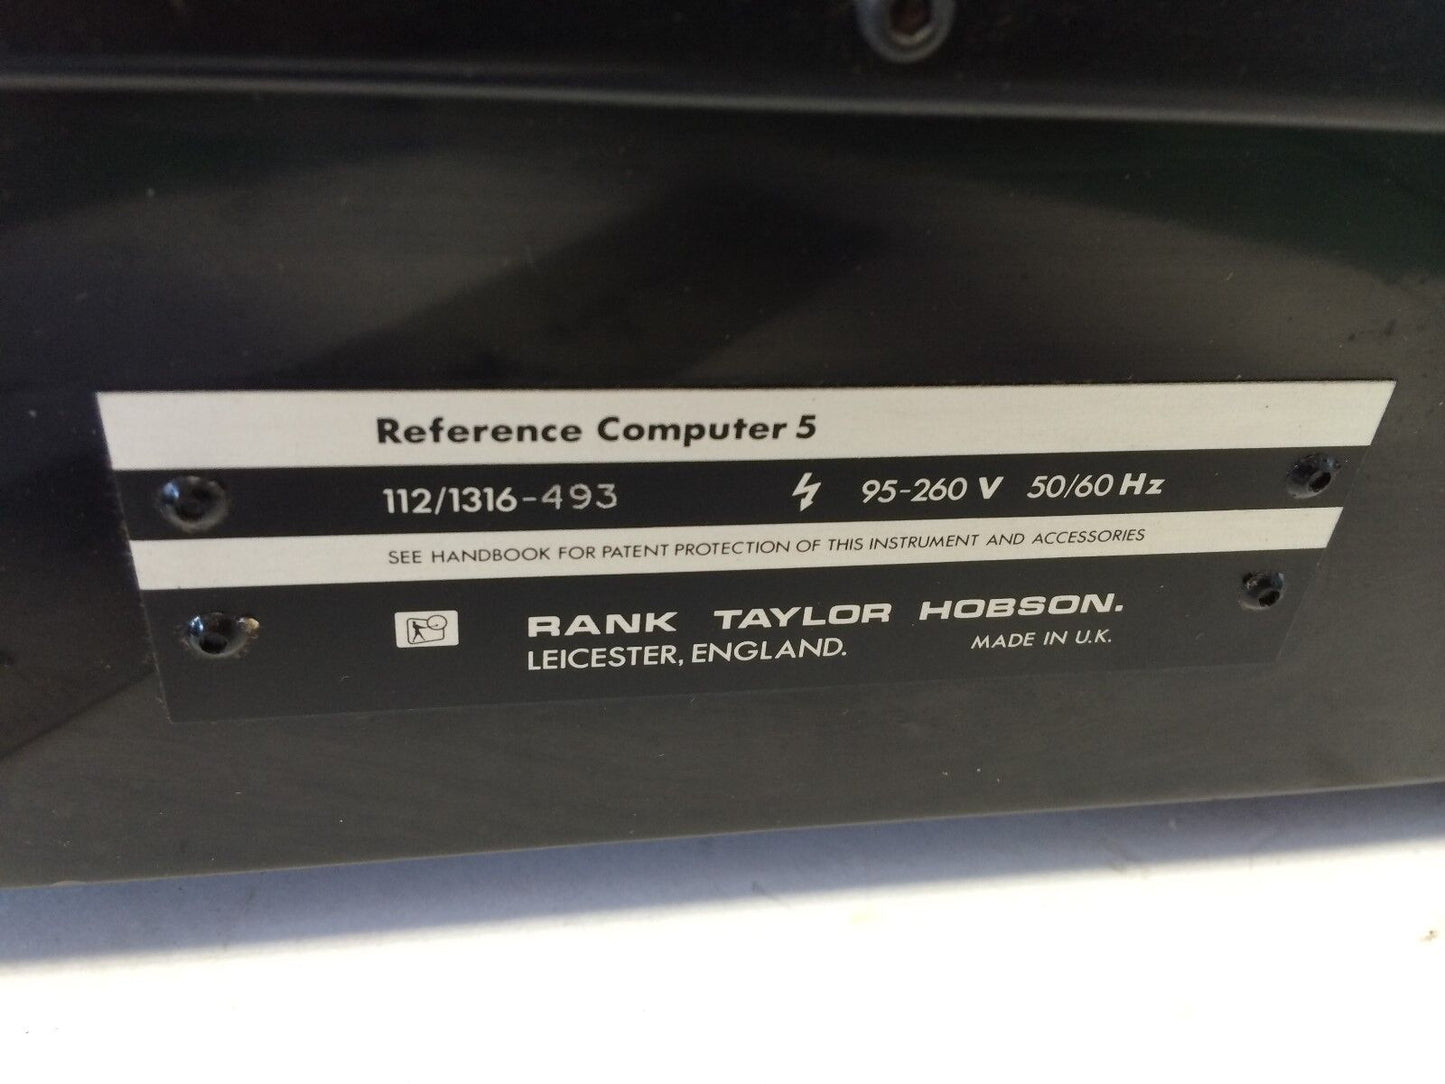 Reference Computer 5
112/1316-493 95-260 V 50/60 Hz
SEE HANDBOOK FOR PATENT PROTECTION OF THIS INSTRUMENT AND ACCESSORIES
RANK TAYLOR HOBSON.
LEICESTER, ENGLAND. MADE IN U.K.